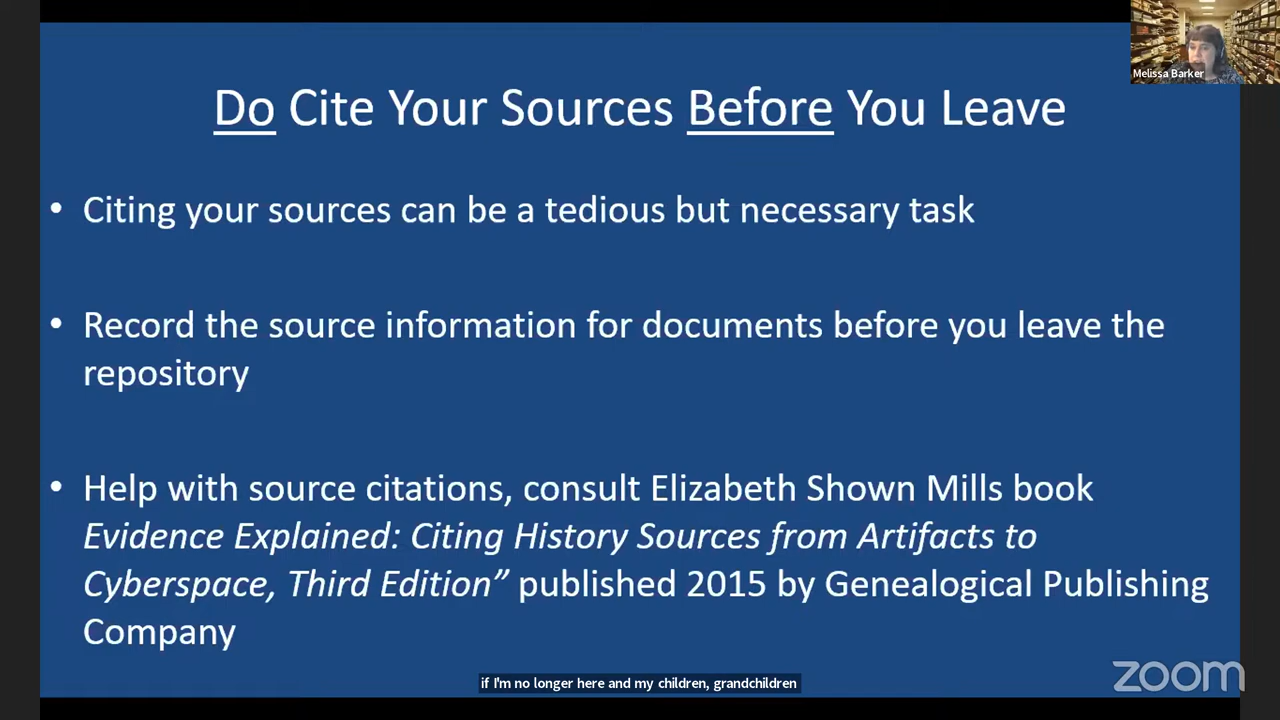 Melissa Barker
Do Cite Your Sources Before You Leave
• Citing your sources can be a tedious but necessary task
• Record the source information for documents before you leave the
repository
• Help with source citations, consult Elizabeth Shown Mills book
Evidence Explained: Citing History Sources from Artifacts to
Cyberspace, Third Edition” published 2015 by Genealogical Publishing
Company
if I'm no longer here and my children, grandchildren
zoom